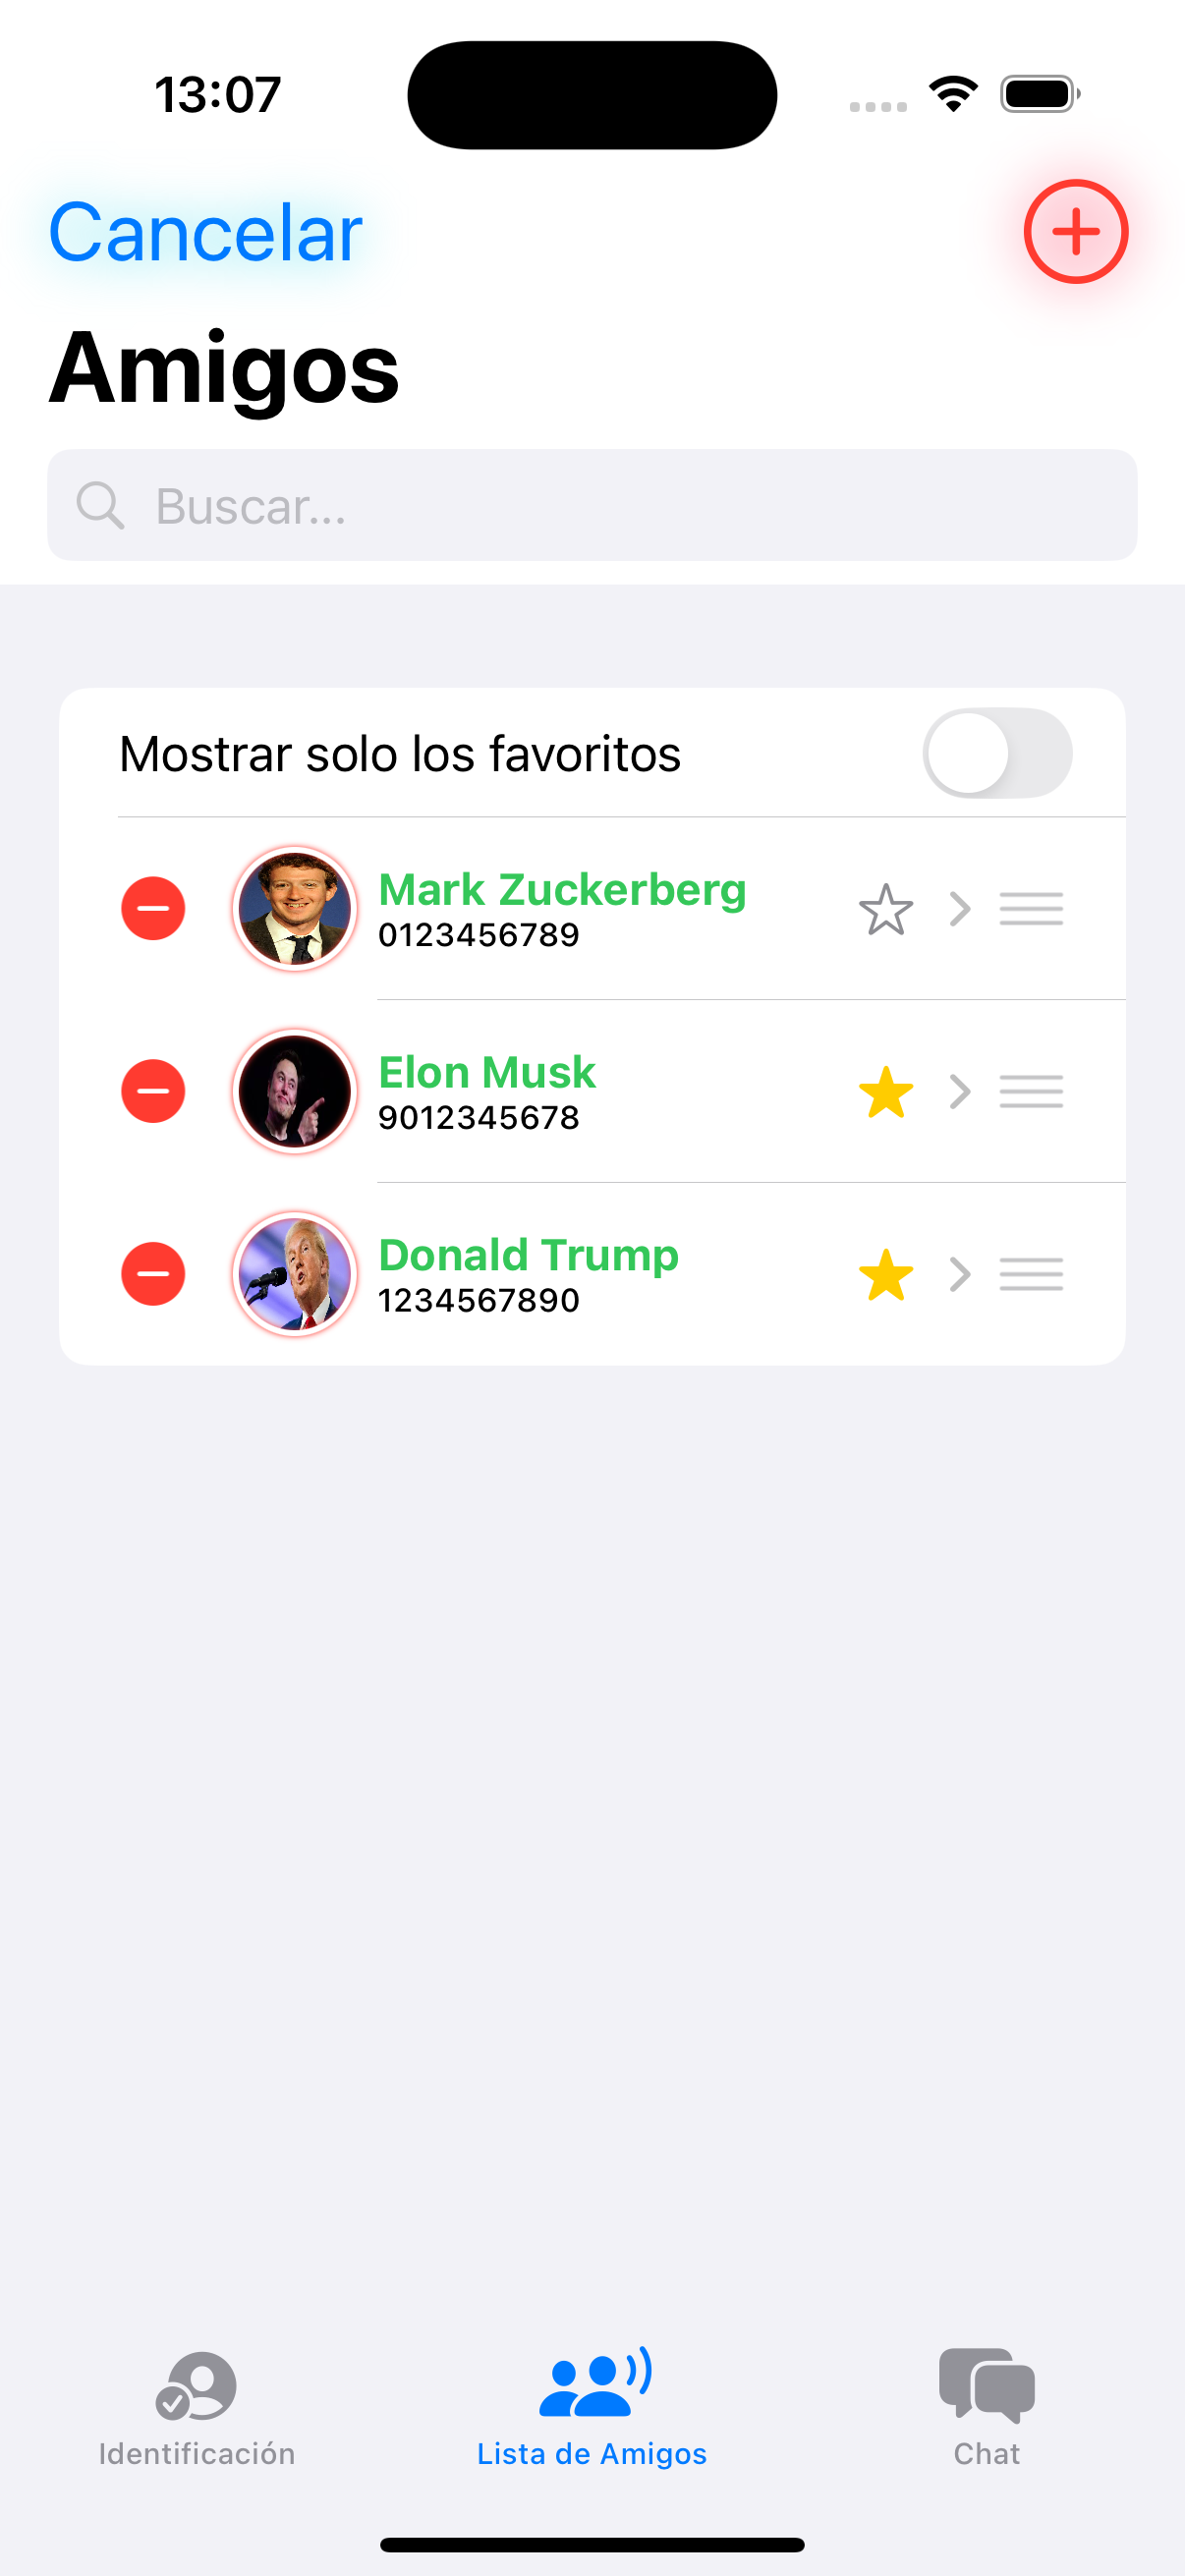 13:07
Cancelar
Amigos
Buscar...
Mostrar solo los favoritos
Mark Zuckerberg
0123456789
Elon Musk
9012345678
Donald Trump
1234567890
Identificación
Lista de Amigos
Chat